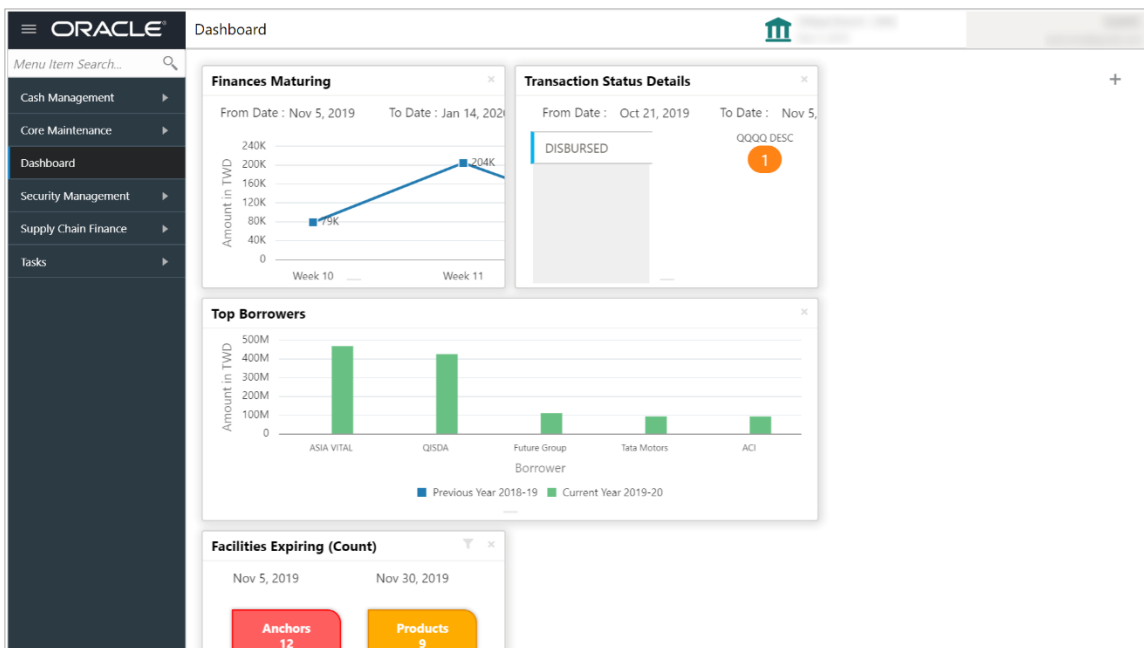 ORACLE®
Dashboard
Menu Item Search...
Cash Management
Core Maintenance
Dashboard
Security Management
Supply Chain Finance
Tasks
Finances Maturing
From Date : Nov 5, 2019 To Date : Jan 14, 202
Amount in TWD
240K
200K
160K
120K
80K
40K
0
204K
79K
Week 10 Week 11
Transaction Status Details
From Date : Oct 21, 2019 To Date : Nov 5,
DISBURSED
QQQQ DESC
1
Top Borrowers
Amount in TWD
500M
400M
300M
200M
100M
0
ASIA VITAL QISDA Future Group Tata Motors ACI
Borrower
Previous Year 2018-19 Current Year 2019-20
Facilities Expiring (Count)
Nov 5, 2019 Nov 30, 2019
Anchors
12
Products
9